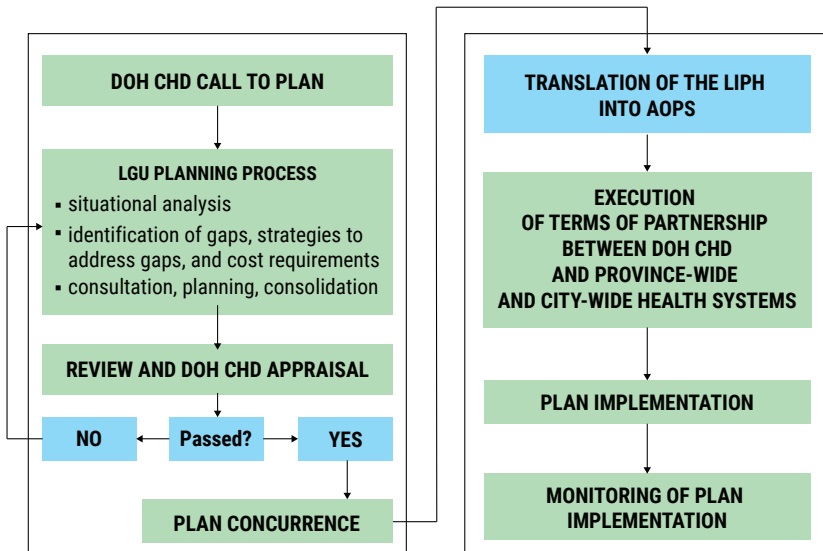 DOH CHD CALL TO PLAN
LGU PLANNING PROCESS
▪ situational analysis
▪ identification of gaps, strategies to
address gaps, and cost requirements
▪ consultation, planning, consolidation
REVIEW AND DOH CHD APPRAISAL
NO
Passed?
YES
PLAN CONCURRENCE
TRANSLATION OF THE LIPH
INTO AOPS
EXECUTION
OF TERMS OF PARTNERSHIP
BETWEEN DOH CHD
AND PROVINCE-WIDE
AND CITY-WIDE HEALTH SYSTEMS
PLAN IMPLEMENTATION
MONITORING OF PLAN
IMPLEMENTATION